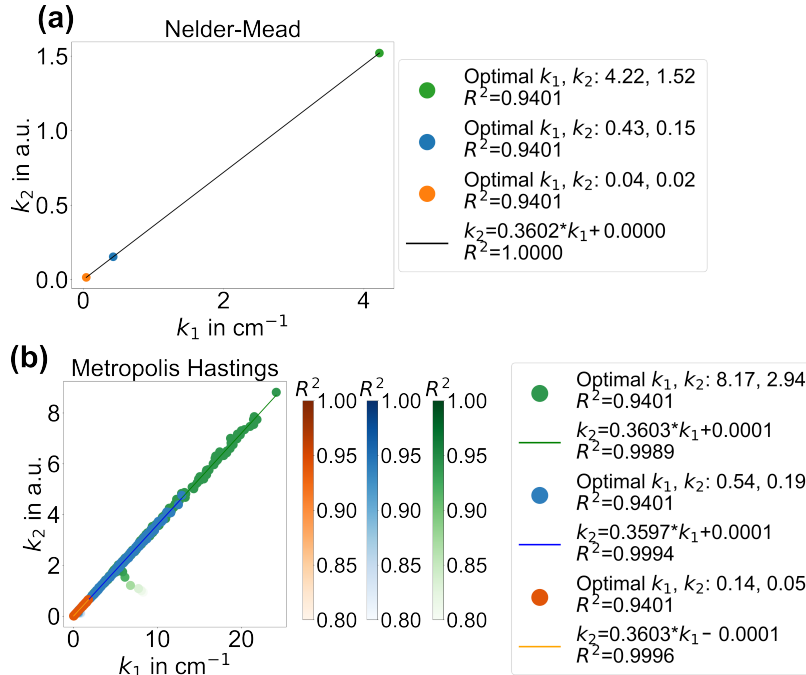 (a)
Nelder-Mead
k₂ in a.u.
1.5
1.0
0.5
0.0
0
2
4
k₁ in cm⁻¹
Optimal k₁, k₂: 4.22, 1.52
R²=0.9401
Optimal k₁, k₂: 0.43, 0.15
R²=0.9401
Optimal k₁, k₂: 0.04, 0.02
R²=0.9401
k₂=0.3602*k₁+0.0000
R²=1.0000
(b)
Metropolis Hastings
k₂ in a.u.
8
6
4
2
0
0
10
20
k₁ in cm⁻¹
R²
1.00
0.95
0.90
0.85
0.80
R²
1.00
0.95
0.90
0.85
0.80
R²
1.00
0.95
0.90
0.85
0.80
Optimal k₁, k₂: 8.17, 2.94
R²=0.9401
k₂=0.3603*k₁+0.0001
R²=0.9989
Optimal k₁, k₂: 0.54, 0.19
R²=0.9401
k₂=0.3597*k₁+0.0001
R²=0.9994
Optimal k₁, k₂: 0.14, 0.05
R²=0.9401
k₂=0.3603*k₁− 0.0001
R²=0.9996